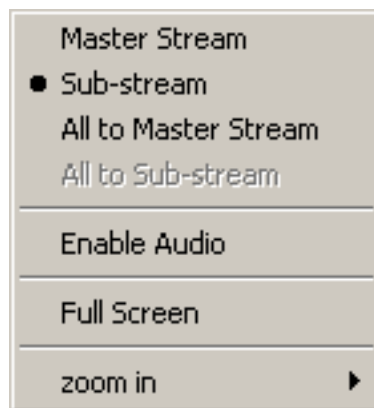 Master Stream
Sub-stream
All to Master Stream
All to Sub-stream
Enable Audio
Full Screen
zoom in